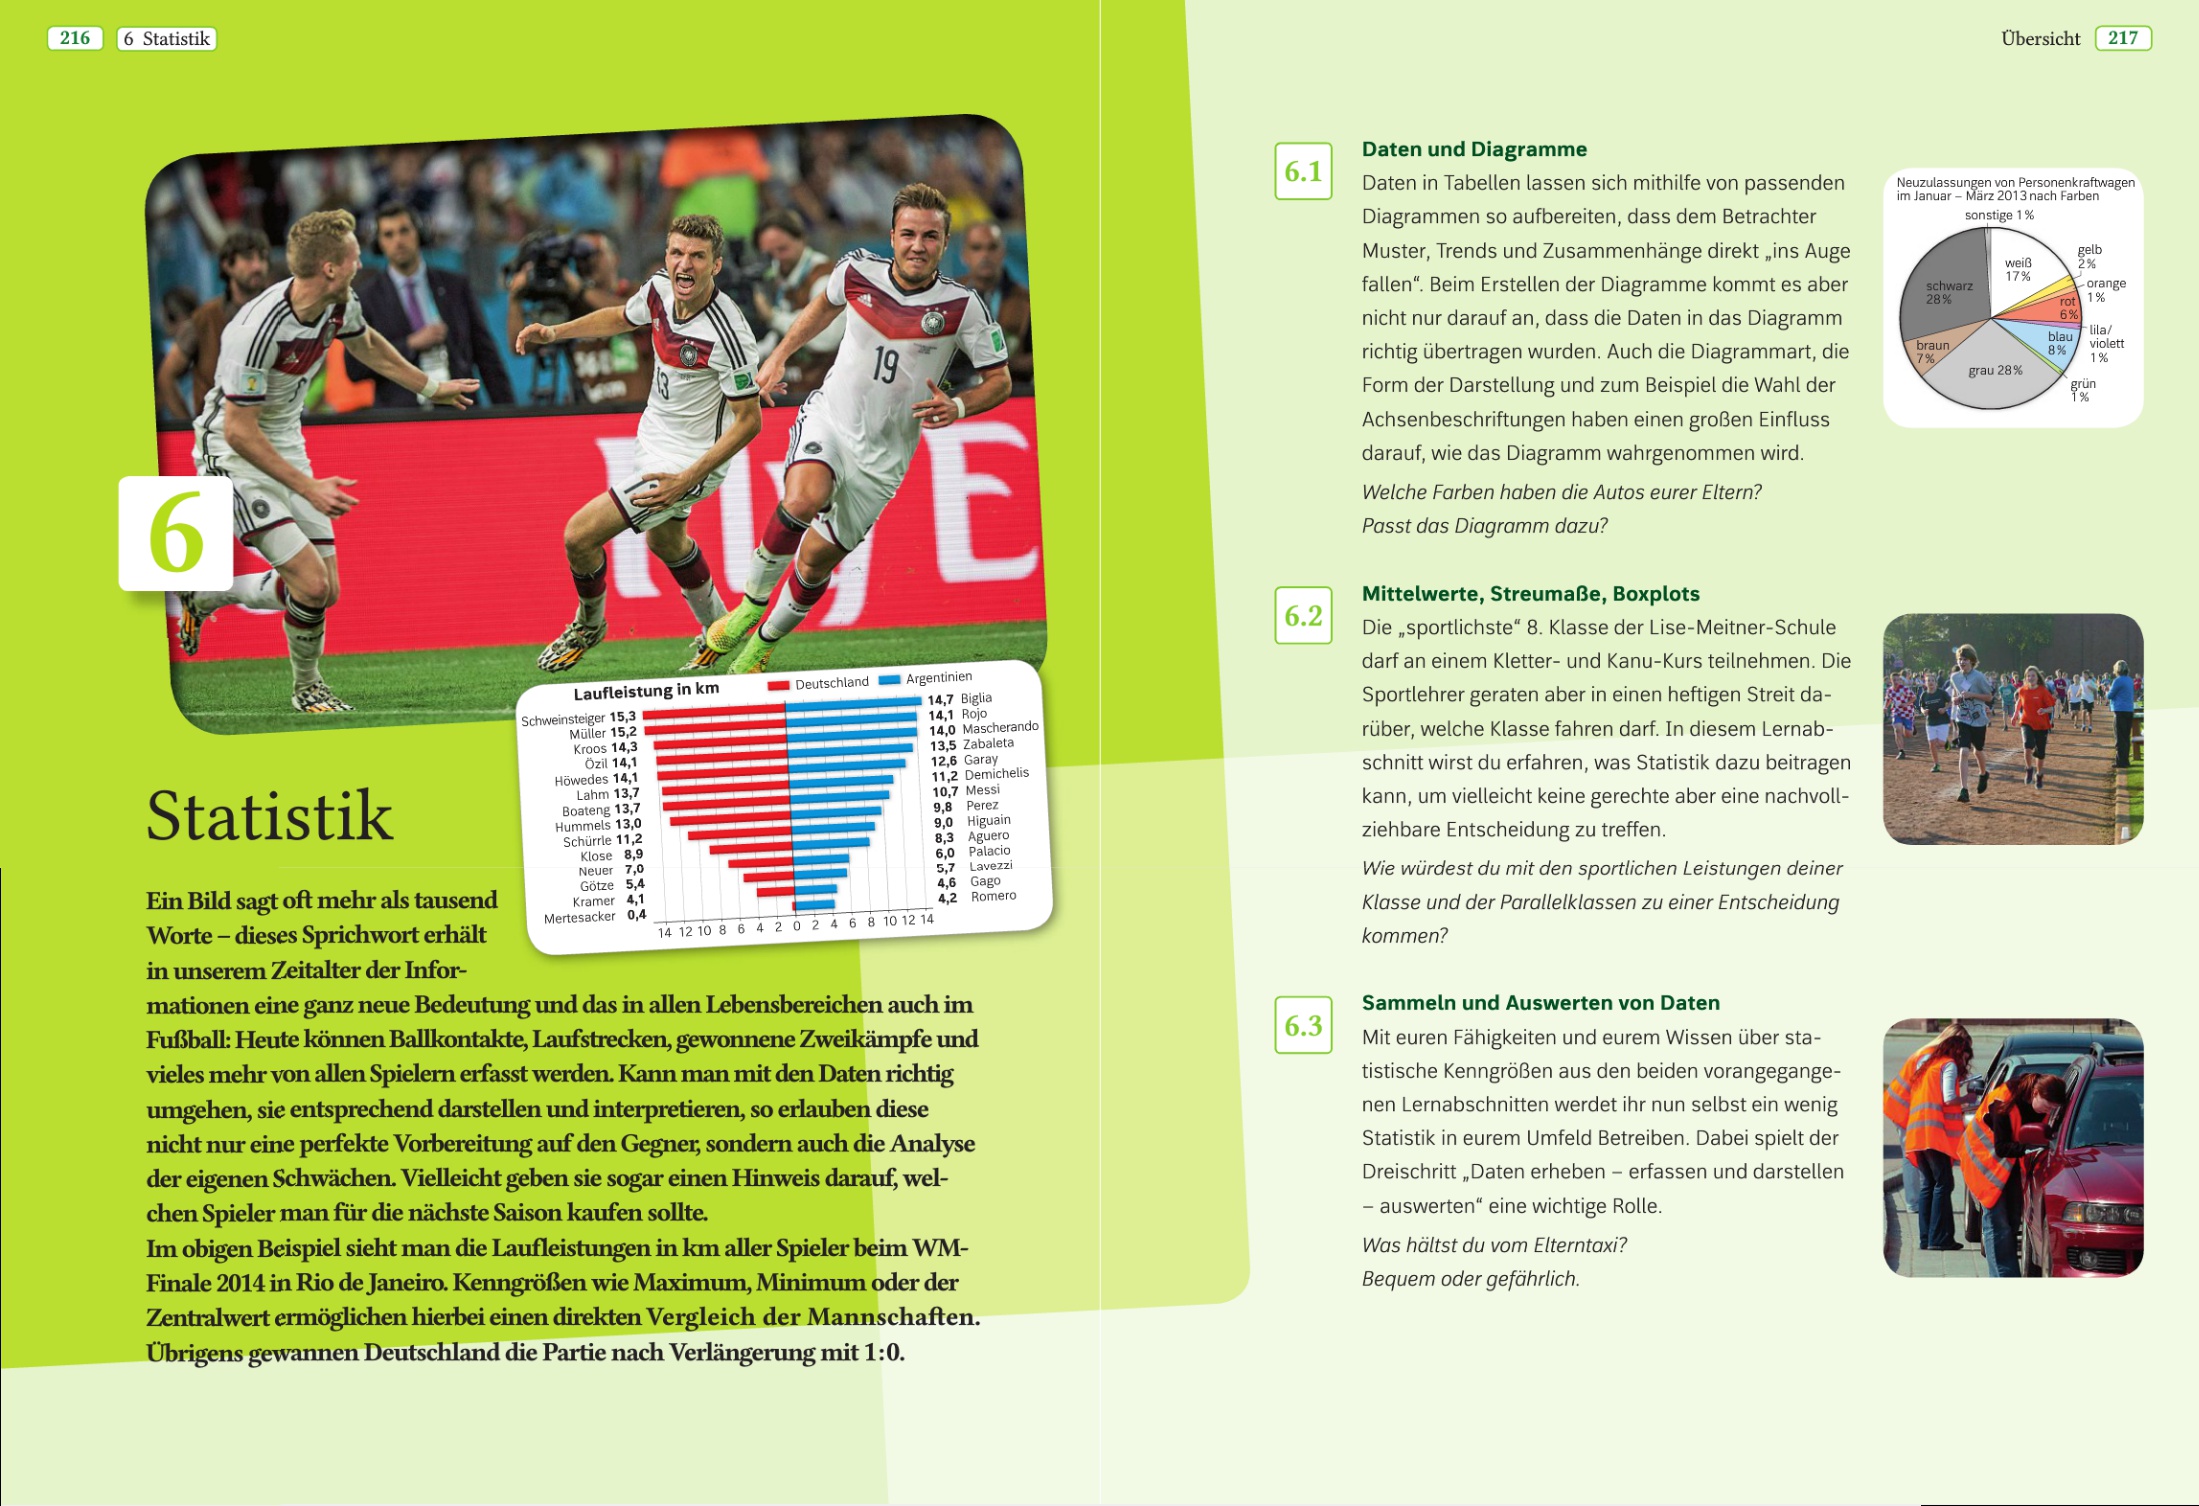 216
6 Statistik
Übersicht
217
19
13
FlyE
6
Laufleistung in km
Deutschland
Argentinien
Schweinsteiger 15,3
Müller 15,2
Kroos 14,3
Özil 14,1
Höwedes 14,1
Lahm 13,7
Boateng 13,7
Hummels 13,0
Schürrle 11,2
Klose 8,9
Neuer 7,0
Götze 5,4
Kramer 4,1
Mertesacker 0,4
14,7 Biglia
14,1 Rojo
14,0 Mascherando
13,5 Zabaleta
12,6 Garay
11,2 Demichelis
10,7 Messi
9,8 Perez
9,0 Higuain
8,3 Aguero
6,0 Palacio
5,7 Lavezzi
4,6 Gago
4,2 Romero
14 12 10 8 6 4 2 0 2 4 6 8 10 12 14
Statistik
Ein Bild sagt oft mehr als tausend
Worte – dieses Sprichwort erhält
in unserem Zeitalter der Infor-
mationen eine ganz neue Bedeutung und das in allen Lebensbereichen auch im
Fußball: Heute können Ballkontakte, Laufstrecken, gewonnene Zweikämpfe und
vieles mehr von allen Spielern erfasst werden. Kann man mit den Daten richtig
umgehen, sie entsprechend darstellen und interpretieren, so erlauben diese
nicht nur eine perfekte Vorbereitung auf den Gegner, sondern auch die Analyse
der eigenen Schwächen. Vielleicht geben sie sogar einen Hinweis darauf, wel-
chen Spieler man für die nächste Saison kaufen sollte.
Im obigen Beispiel sieht man die Laufleistungen in km aller Spieler beim WM-
Finale 2014 in Rio de Janeiro. Kenngrößen wie Maximum, Minimum oder der
Zentralwert ermöglichen hierbei einen direkten Vergleich der Mannschaften.
Übrigens gewannen Deutschland die Partie nach Verlängerung mit 1:0.
6.1
Daten und Diagramme
Daten in Tabellen lassen sich mithilfe von passenden
Diagrammen so aufbereiten, dass dem Betrachter
Muster, Trends und Zusammenhänge direkt „ins Auge
fallen“. Beim Erstellen der Diagramme kommt es aber
nicht nur darauf an, dass die Daten in das Diagramm
richtig übertragen wurden. Auch die Diagrammart, die
Form der Darstellung und zum Beispiel die Wahl der
Achsenbeschriftungen haben einen großen Einfluss
darauf, wie das Diagramm wahrgenommen wird.
Welche Farben haben die Autos eurer Eltern?
Passt das Diagramm dazu?
Neuzulassungen von Personenkraftwagen
im Januar – März 2013 nach Farben
sonstige 1 %
weiß
17 %
gelb
2 %
orange
1 %
rot
6 %
lila/
violett
1 %
blau
8 %
grün
1 %
grau 28 %
braun
7 %
schwarz
28 %
6.2
Mittelwerte, Streumaße, Boxplots
Die „sportlichste“ 8. Klasse der Lise-Meitner-Schule
darf an einem Kletter- und Kanu-Kurs teilnehmen. Die
Sportlehrer geraten aber in einen heftigen Streit da-
rüber, welche Klasse fahren darf. In diesem Lernab-
schnitt wirst du erfahren, was Statistik dazu beitragen
kann, um vielleicht keine gerechte aber eine nachvoll-
ziehbare Entscheidung zu treffen.
Wie würdest du mit den sportlichen Leistungen deiner
Klasse und der Parallelklassen zu einer Entscheidung
kommen?
6.3
Sammeln und Auswerten von Daten
Mit euren Fähigkeiten und eurem Wissen über sta-
tistische Kenngrößen aus den beiden vorangegange-
nen Lernabschnitten werdet ihr nun selbst ein wenig
Statistik in eurem Umfeld Betreiben. Dabei spielt der
Dreischritt „Daten erheben – erfassen und darstellen
– auswerten“ eine wichtige Rolle.
Was hältst du vom Elterntaxi?
Bequem oder gefährlich.